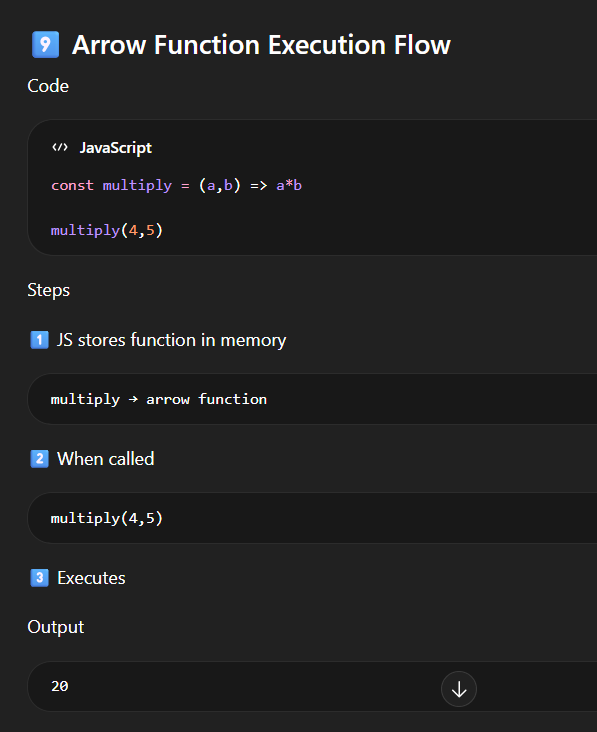 9 Arrow Function Execution Flow
Code
</> JavaScript
const multiply = (a,b) => a*b
multiply(4,5)
Steps
1 JS stores function in memory
multiply → arrow function
2 When called
multiply(4,5)
3 Executes
Output
20